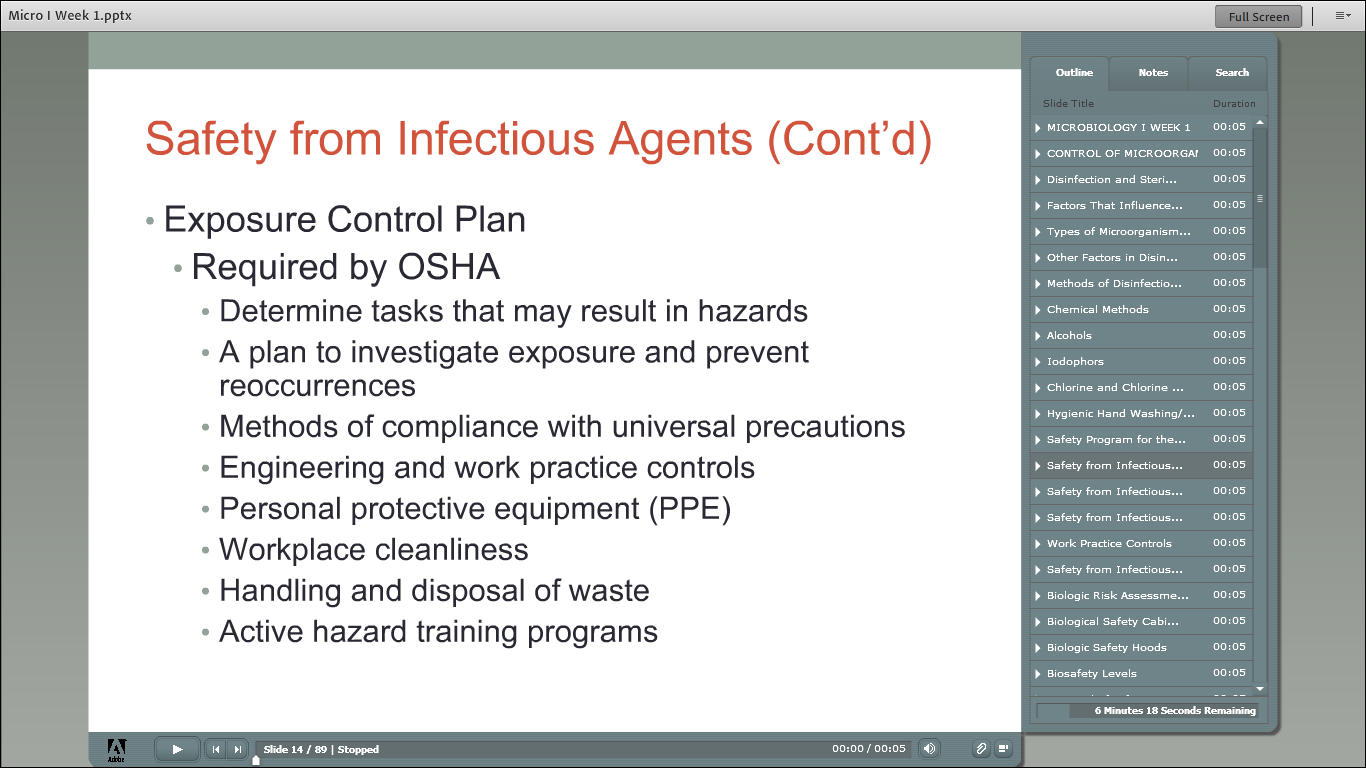 Micro I Week 1.pptx
Full Screen
Safety from Infectious Agents (Cont’d)
• Exposure Control Plan
• Required by OSHA
• Determine tasks that may result in hazards
• A plan to investigate exposure and prevent
reoccurrences
• Methods of compliance with universal precautions
• Engineering and work practice controls
• Personal protective equipment (PPE)
• Workplace cleanliness
• Handling and disposal of waste
• Active hazard training programs
Outline Notes Search
Slide Title Duration
MICROBIOLOGY I WEEK 1 00:05
CONTROL OF MICROORGAN 00:05
Disinfection and Steri... 00:05
Factors That Influence... 00:05
Types of Microorganism... 00:05
Other Factors in Disin... 00:05
Methods of Disinfectio... 00:05
Chemical Methods 00:05
Alcohols 00:05
Iodophors 00:05
Chlorine and Chlorine ... 00:05
Hygienic Hand Washing/... 00:05
Safety Program for the... 00:05
Safety from Infectious... 00:05
Safety from Infectious... 00:05
Safety from Infectious... 00:05
Work Practice Controls 00:05
Safety from Infectious... 00:05
Biologic Risk Assessme... 00:05
Biological Safety Cabi... 00:05
Biologic Safety Hoods 00:05
Biosafety Levels 00:05
6 Minutes 18 Seconds Remaining
Adobe
Slide 14 / 89 | Stopped
00:00 / 00:05